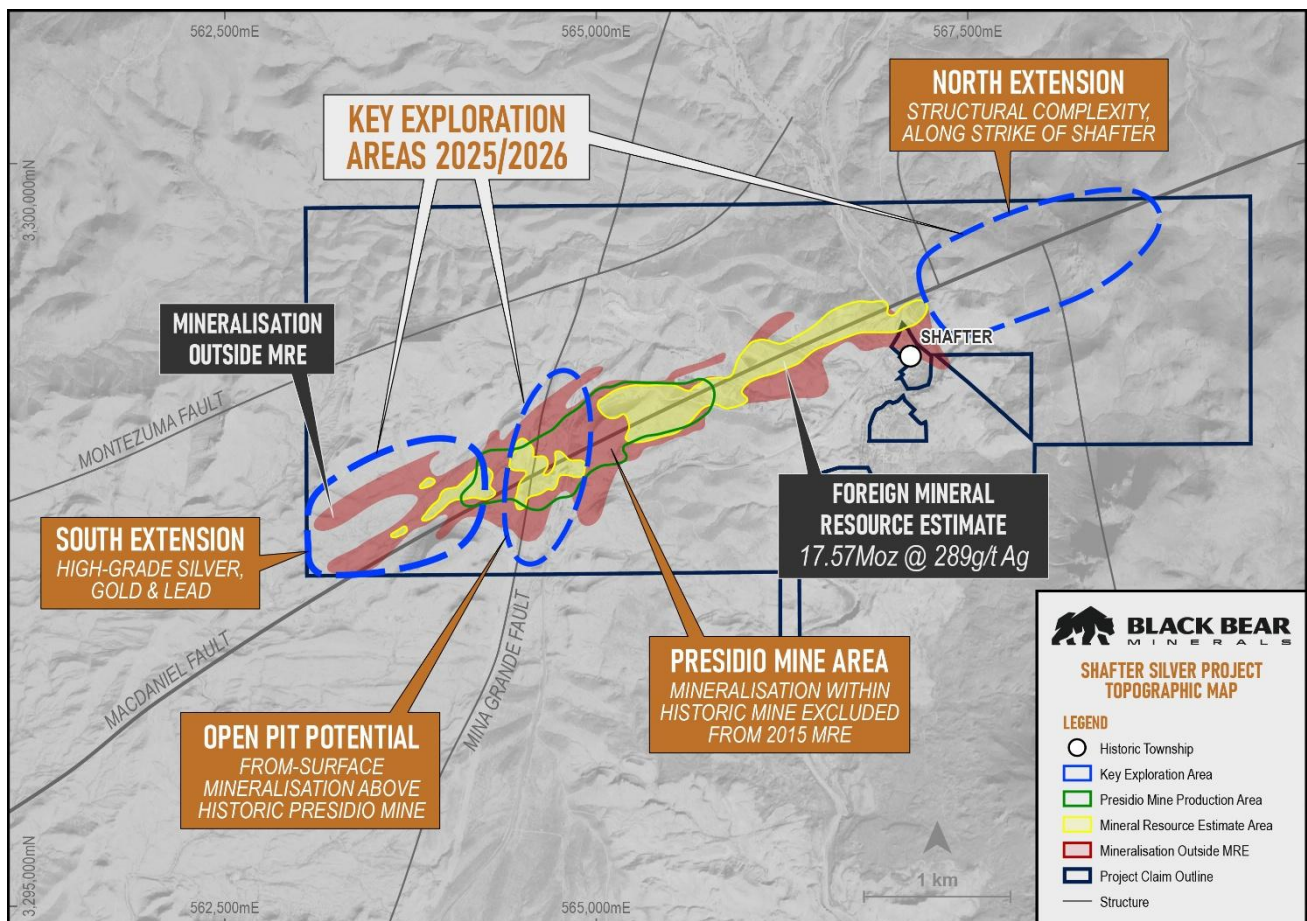 562,500mE
565,000mE
567,500mE
3,300,000mN
KEY EXPLORATION
AREAS 2025/2026
NORTH EXTENSION
STRUCTURAL COMPLEXITY,
ALONG STRIKE OF SHAFTER
MINERALISATION
OUTSIDE MRE
SHAFTER
MONTEZUMA FAULT
SOUTH EXTENSION
HIGH-GRADE SILVER,
GOLD & LEAD
FOREIGN MINERAL
RESOURCE ESTIMATE
17.57Moz @ 289g/t Ag
MACDANIEL FAULT
MINA GRANDE FAULT
OPEN PIT POTENTIAL
FROM-SURFACE
MINERALISATION ABOVE
HISTORIC PRESIDIO MINE
PRESIDIO MINE AREA
MINERALISATION WITHIN
HISTORIC MINE EXCLUDED
FROM 2015 MRE
BLACK BEAR
MINERALS
SHAFTER SILVER PROJECT
TOPOGRAPHIC MAP
LEGEND
Historic Township
Key Exploration Area
Presidio Mine Production Area
Mineral Resource Estimate Area
Mineralisation Outside MRE
Project Claim Outline
Structure
1 km
3,295,000mN
562,500mE
565,000mE